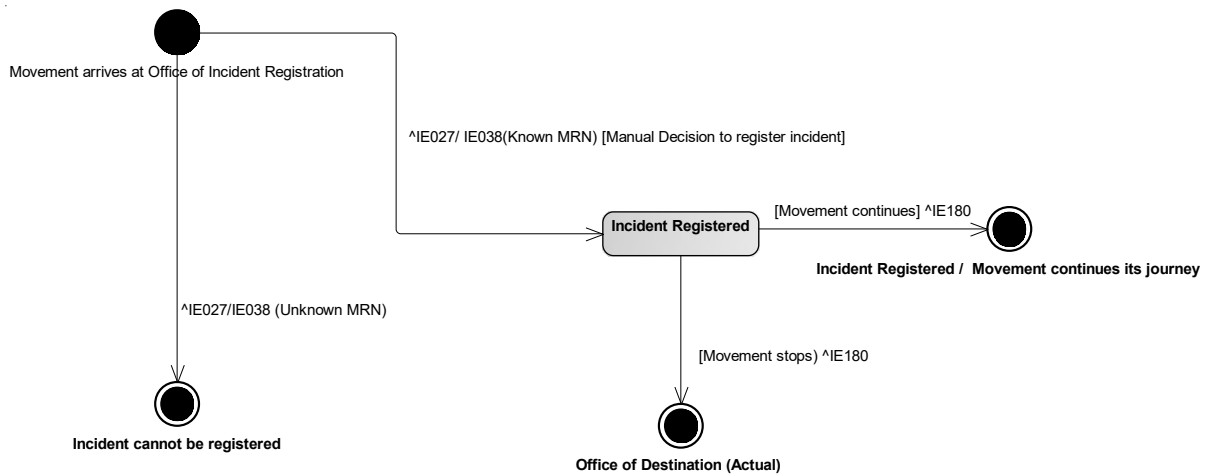 Movement arrives at Office of Incident Registration
^IE027/ IE038(Known MRN) [Manual Decision to register incident]
Incident Registered
[Movement continues] ^IE180
Incident Registered /  Movement continues its journey
^IE027/IE038 (Unknown MRN)
[Movement stops) ^IE180
Incident cannot be registered
Office of Destination (Actual)